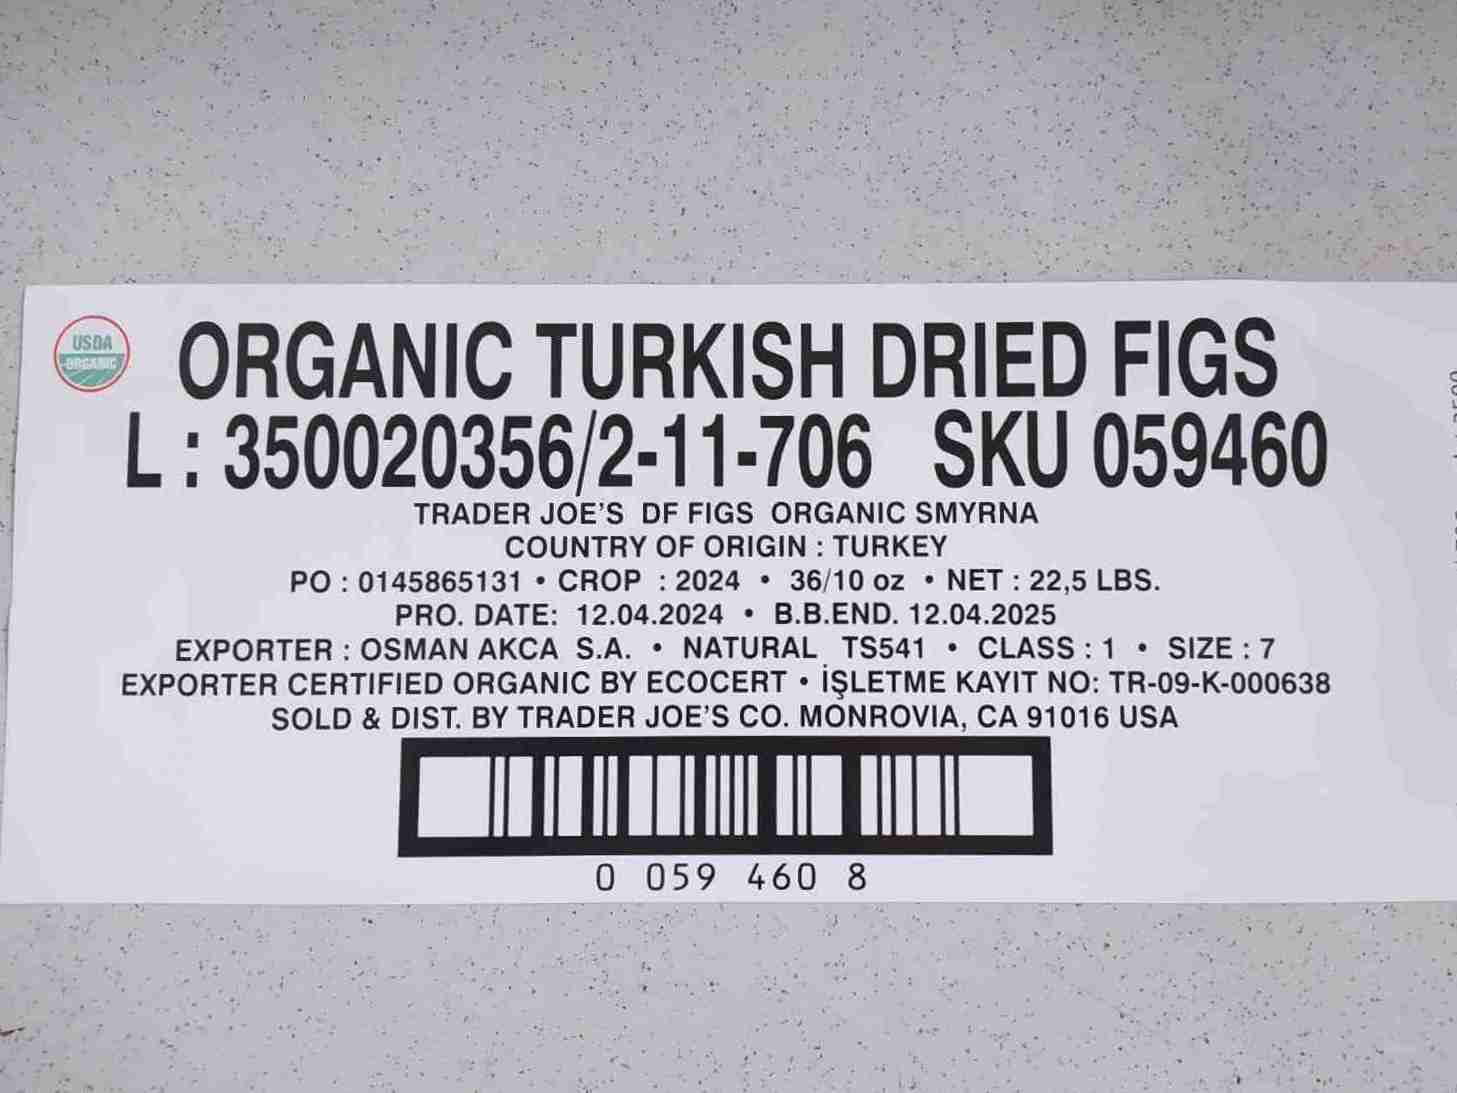 USDA
ORGANIC
ORGANIC TURKISH DRIED FIGS
L : 350020356/2-11-706 SKU 059460
TRADER JOE'S DF FIGS ORGANIC SMYRNA
COUNTRY OF ORIGIN : TURKEY
PO : 0145865131 • CROP : 2024 • 36/10 oz • NET : 22,5 LBS.
PRO. DATE: 12.04.2024 • B.B.END. 12.04.2025
EXPORTER : OSMAN AKCA S.A. • NATURAL TS541 • CLASS : 1 • SIZE : 7
EXPORTER CERTIFIED ORGANIC BY ECOCERT • İŞLETME KAYIT NO: TR-09-K-000638
SOLD & DIST. BY TRADER JOE'S CO. MONROVIA, CA 91016 USA
0 059 460 8